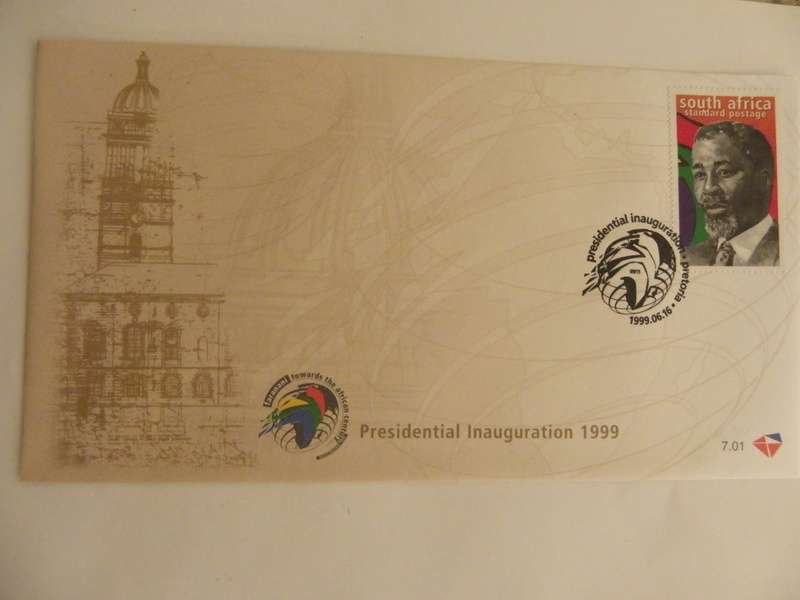 south africa
standard postage
presidential inauguration • pretoria •
1999.06.16
towards the african century
Presidential Inauguration 1999
7.01